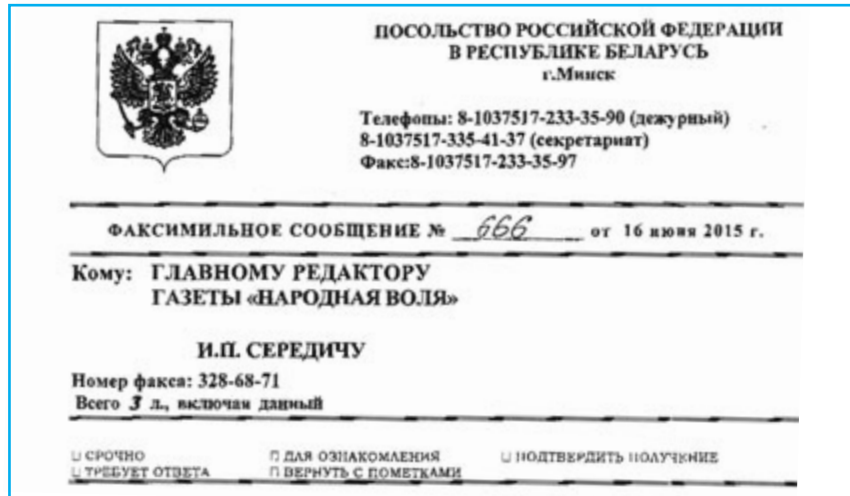 ПОСОЛЬСТВО РОССИЙСКОЙ ФЕДЕРАЦИИ
В РЕСПУБЛИКЕ БЕЛАРУСЬ
г.Минск
Телефоны: 8-1037517-233-35-90 (дежурный)
8-1037517-335-41-37 (секретариат)
Факс:8-1037517-233-35-97
ФАКСИМИЛЬНОЕ СООБЩЕНИЕ № 666 от 16 июня 2015 г.
Кому: ГЛАВНОМУ РЕДАКТОРУ
ГАЗЕТЫ «НАРОДНАЯ ВОЛЯ»
И.П. СЕРЕДИЧУ
Номер факса: 328-68-71
Всего 3 л., включая данный
СРОЧНО ДЛЯ ОЗНАКОМЛЕНИЯ ПОДТВЕРДИТЬ ПОЛУЧЕНИЕ
ТРЕБУЕТ ОТВЕТА ВЕРНУТЬ С ПОМЕТКАМИ